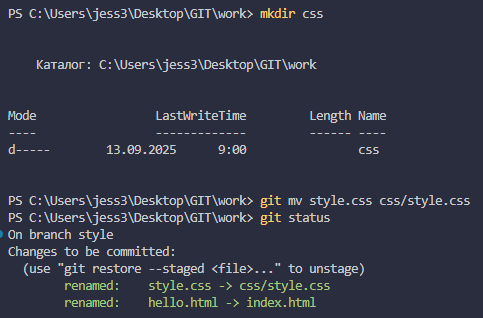 PS C:\Users\jess3\Desktop\GIT\work> mkdir css
Каталог: C:\Users\jess3\Desktop\GIT\work
Mode LastWriteTime Length Name
---- ------------- ------ ----
d----- 13.09.2025 9:00 css
PS C:\Users\jess3\Desktop\GIT\work> git mv style.css css/style.css
PS C:\Users\jess3\Desktop\GIT\work> git status
On branch style
Changes to be committed:
(use "git restore --staged <file>..." to unstage)
renamed: style.css -> css/style.css
renamed: hello.html -> index.html